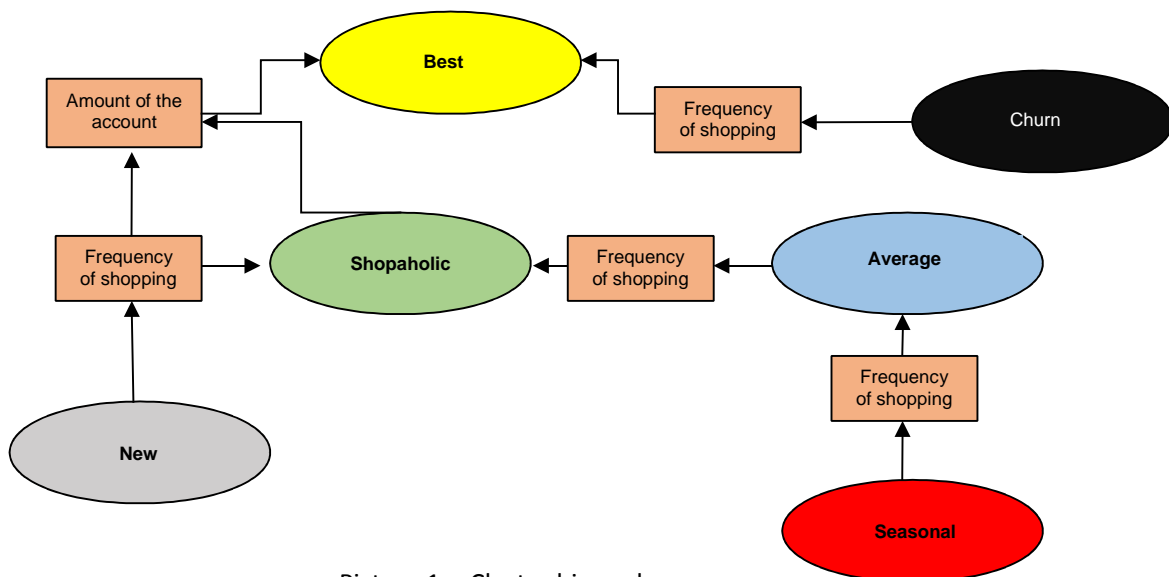 Best
Amount of the
account
Frequency
of shopping
Churn
Frequency
of shopping
Shopaholic
Frequency
of shopping
Average
Frequency
of shopping
New
Seasonal